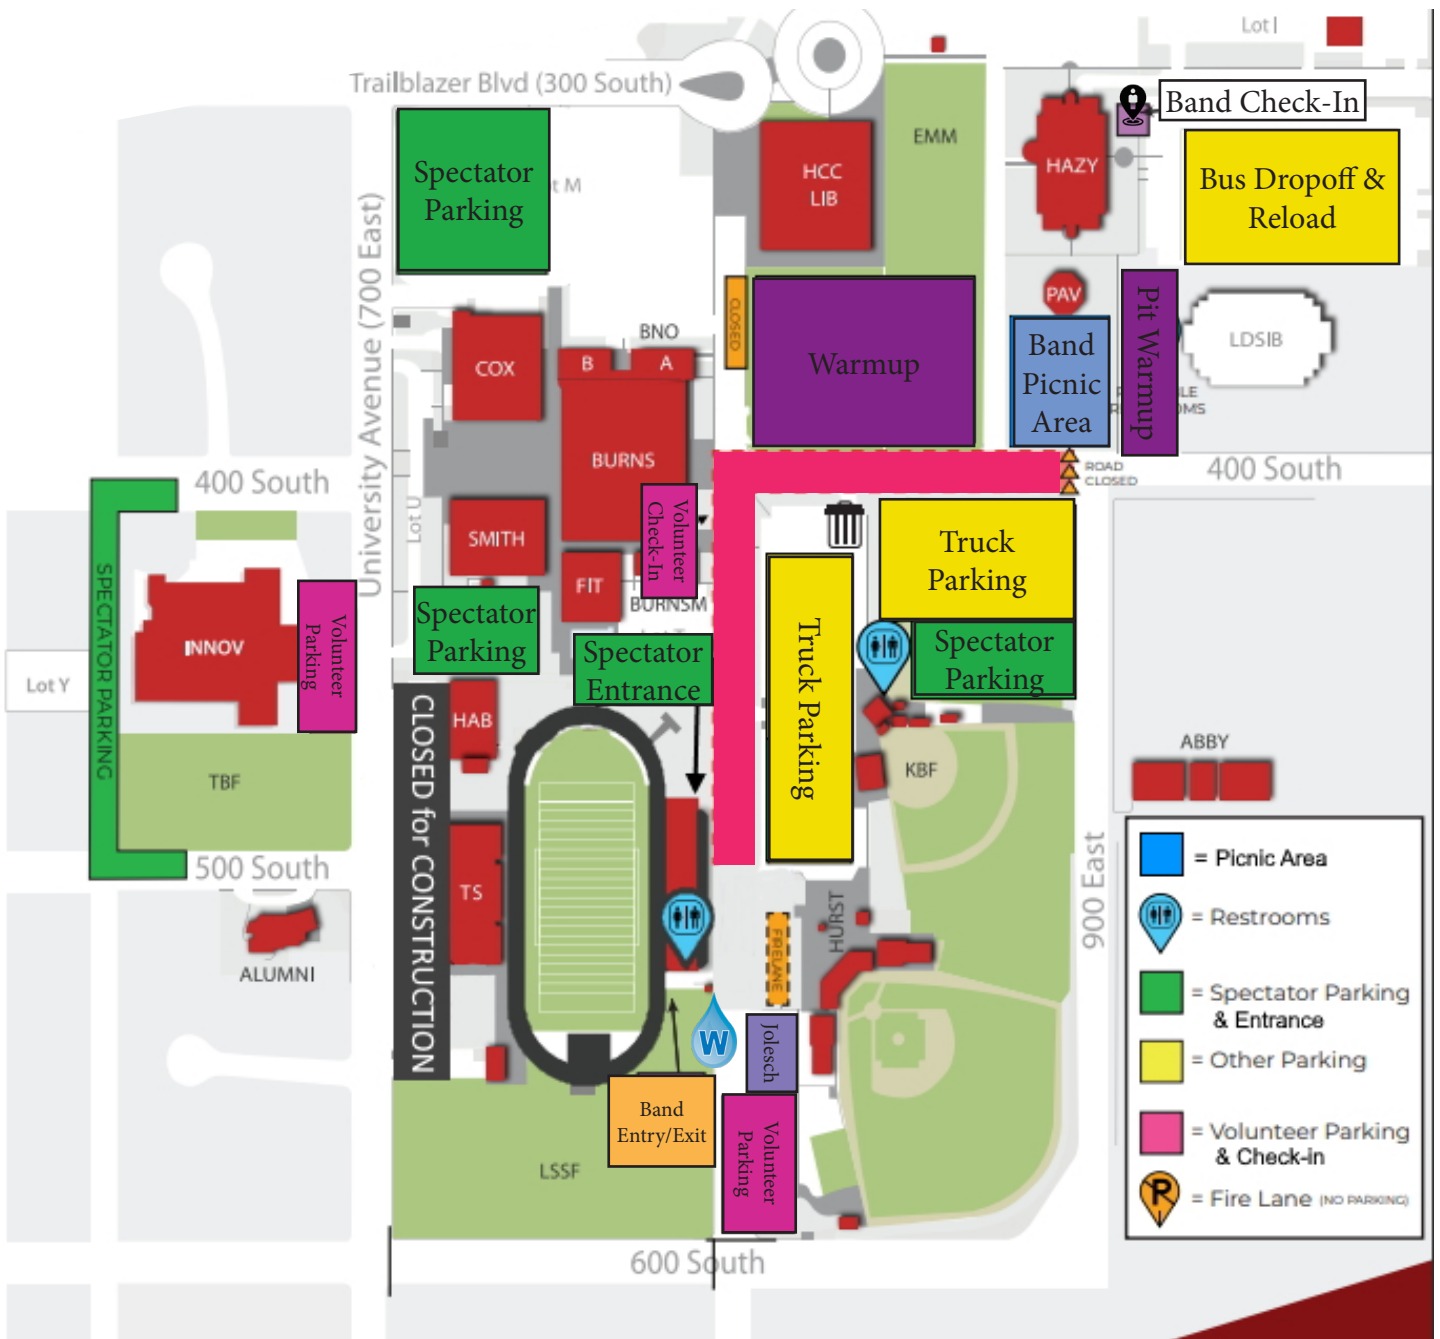 Lot I
Trailblazer Blvd (300 South)
Band Check-In
EMM
HCC
LIB
HAZY
Spectator
Parking
t M
Bus Dropoff &
Reload
University Avenue (700 East)
PAV
CLOSED
BNO
B
A
COX
Warmup
Band
Picnic
Area
Pit Warmup
LDSIB
LE
MS
BURNS
400 South
ROAD
CLOSED
400 South
Lot U
SMITH
Volunteer
Check-In
Truck
Parking
FIT
BURNSM
SPECTATOR PARKING
Volunteer
Parking
INNOV
Spectator
Parking
Spectator
Entrance
Truck Parking
Spectator
Parking
Lot Y
CLOSED for CONSTRUCTION
HAB
TBF
KBF
ABBY
500 South
TS
900 East
HURST
FIRELANE
ALUMNI
W
Jolesch
Band
Entry/Exit
Volunteer
Parking
LSSF
600 South
= Picnic Area
= Restrooms
= Spectator Parking
& Entrance
= Other Parking
= Volunteer Parking
& Check-in
P
= Fire Lane (NO PARKING)